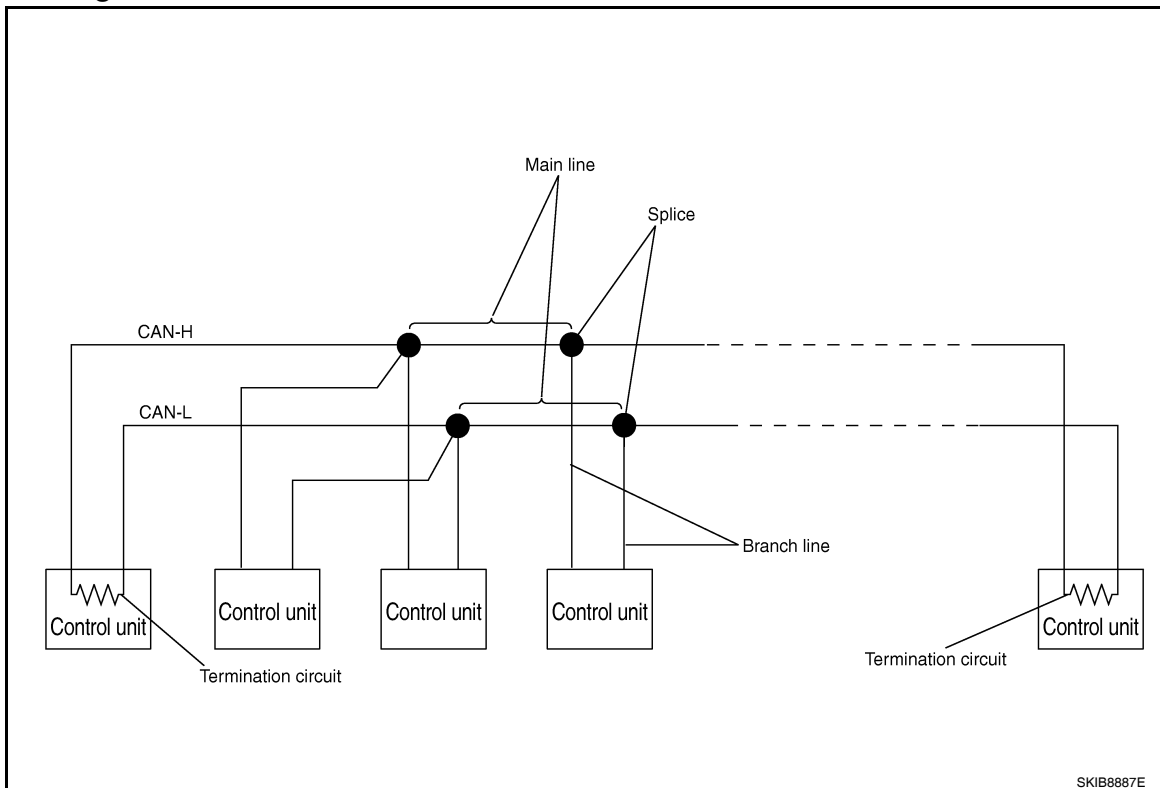 Main line
Splice
CAN-H
CAN-L
Branch line
Control unit
Control unit
Control unit
Control unit
Control unit
Termination circuit
Termination circuit
SKIB8887E